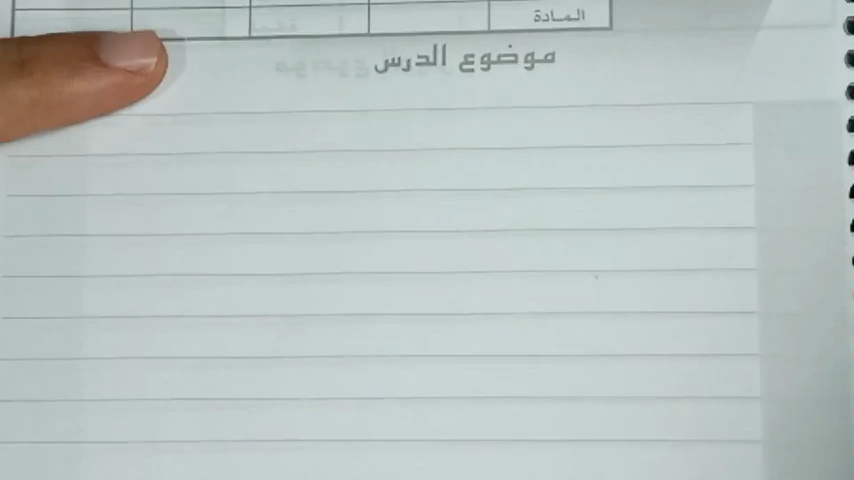 المادة
موضوع الدرس